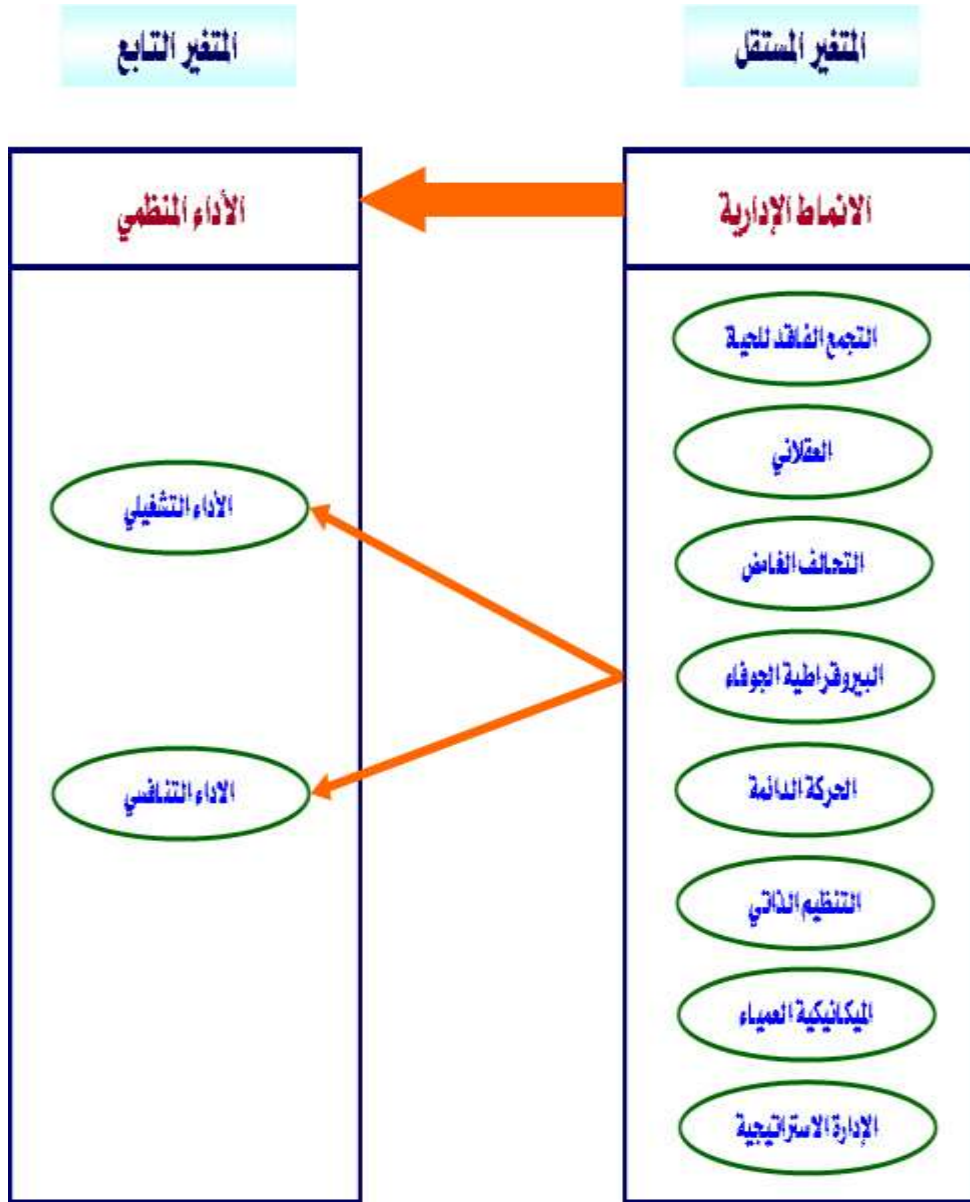 المتغير المستقل
المتغير التابع
الانماط الإدارية
الأداء المنظمي
التجمع الفاقد للحياة
العقلاني
التحالف الغامض
البيروقراطية الجوفاء
الحركة الدائمة
التنظيم الذاتي
الميكانيكية العمياء
الإدارة الاستراتيجية
الأداء التشغيلي
الاداء التنافسي